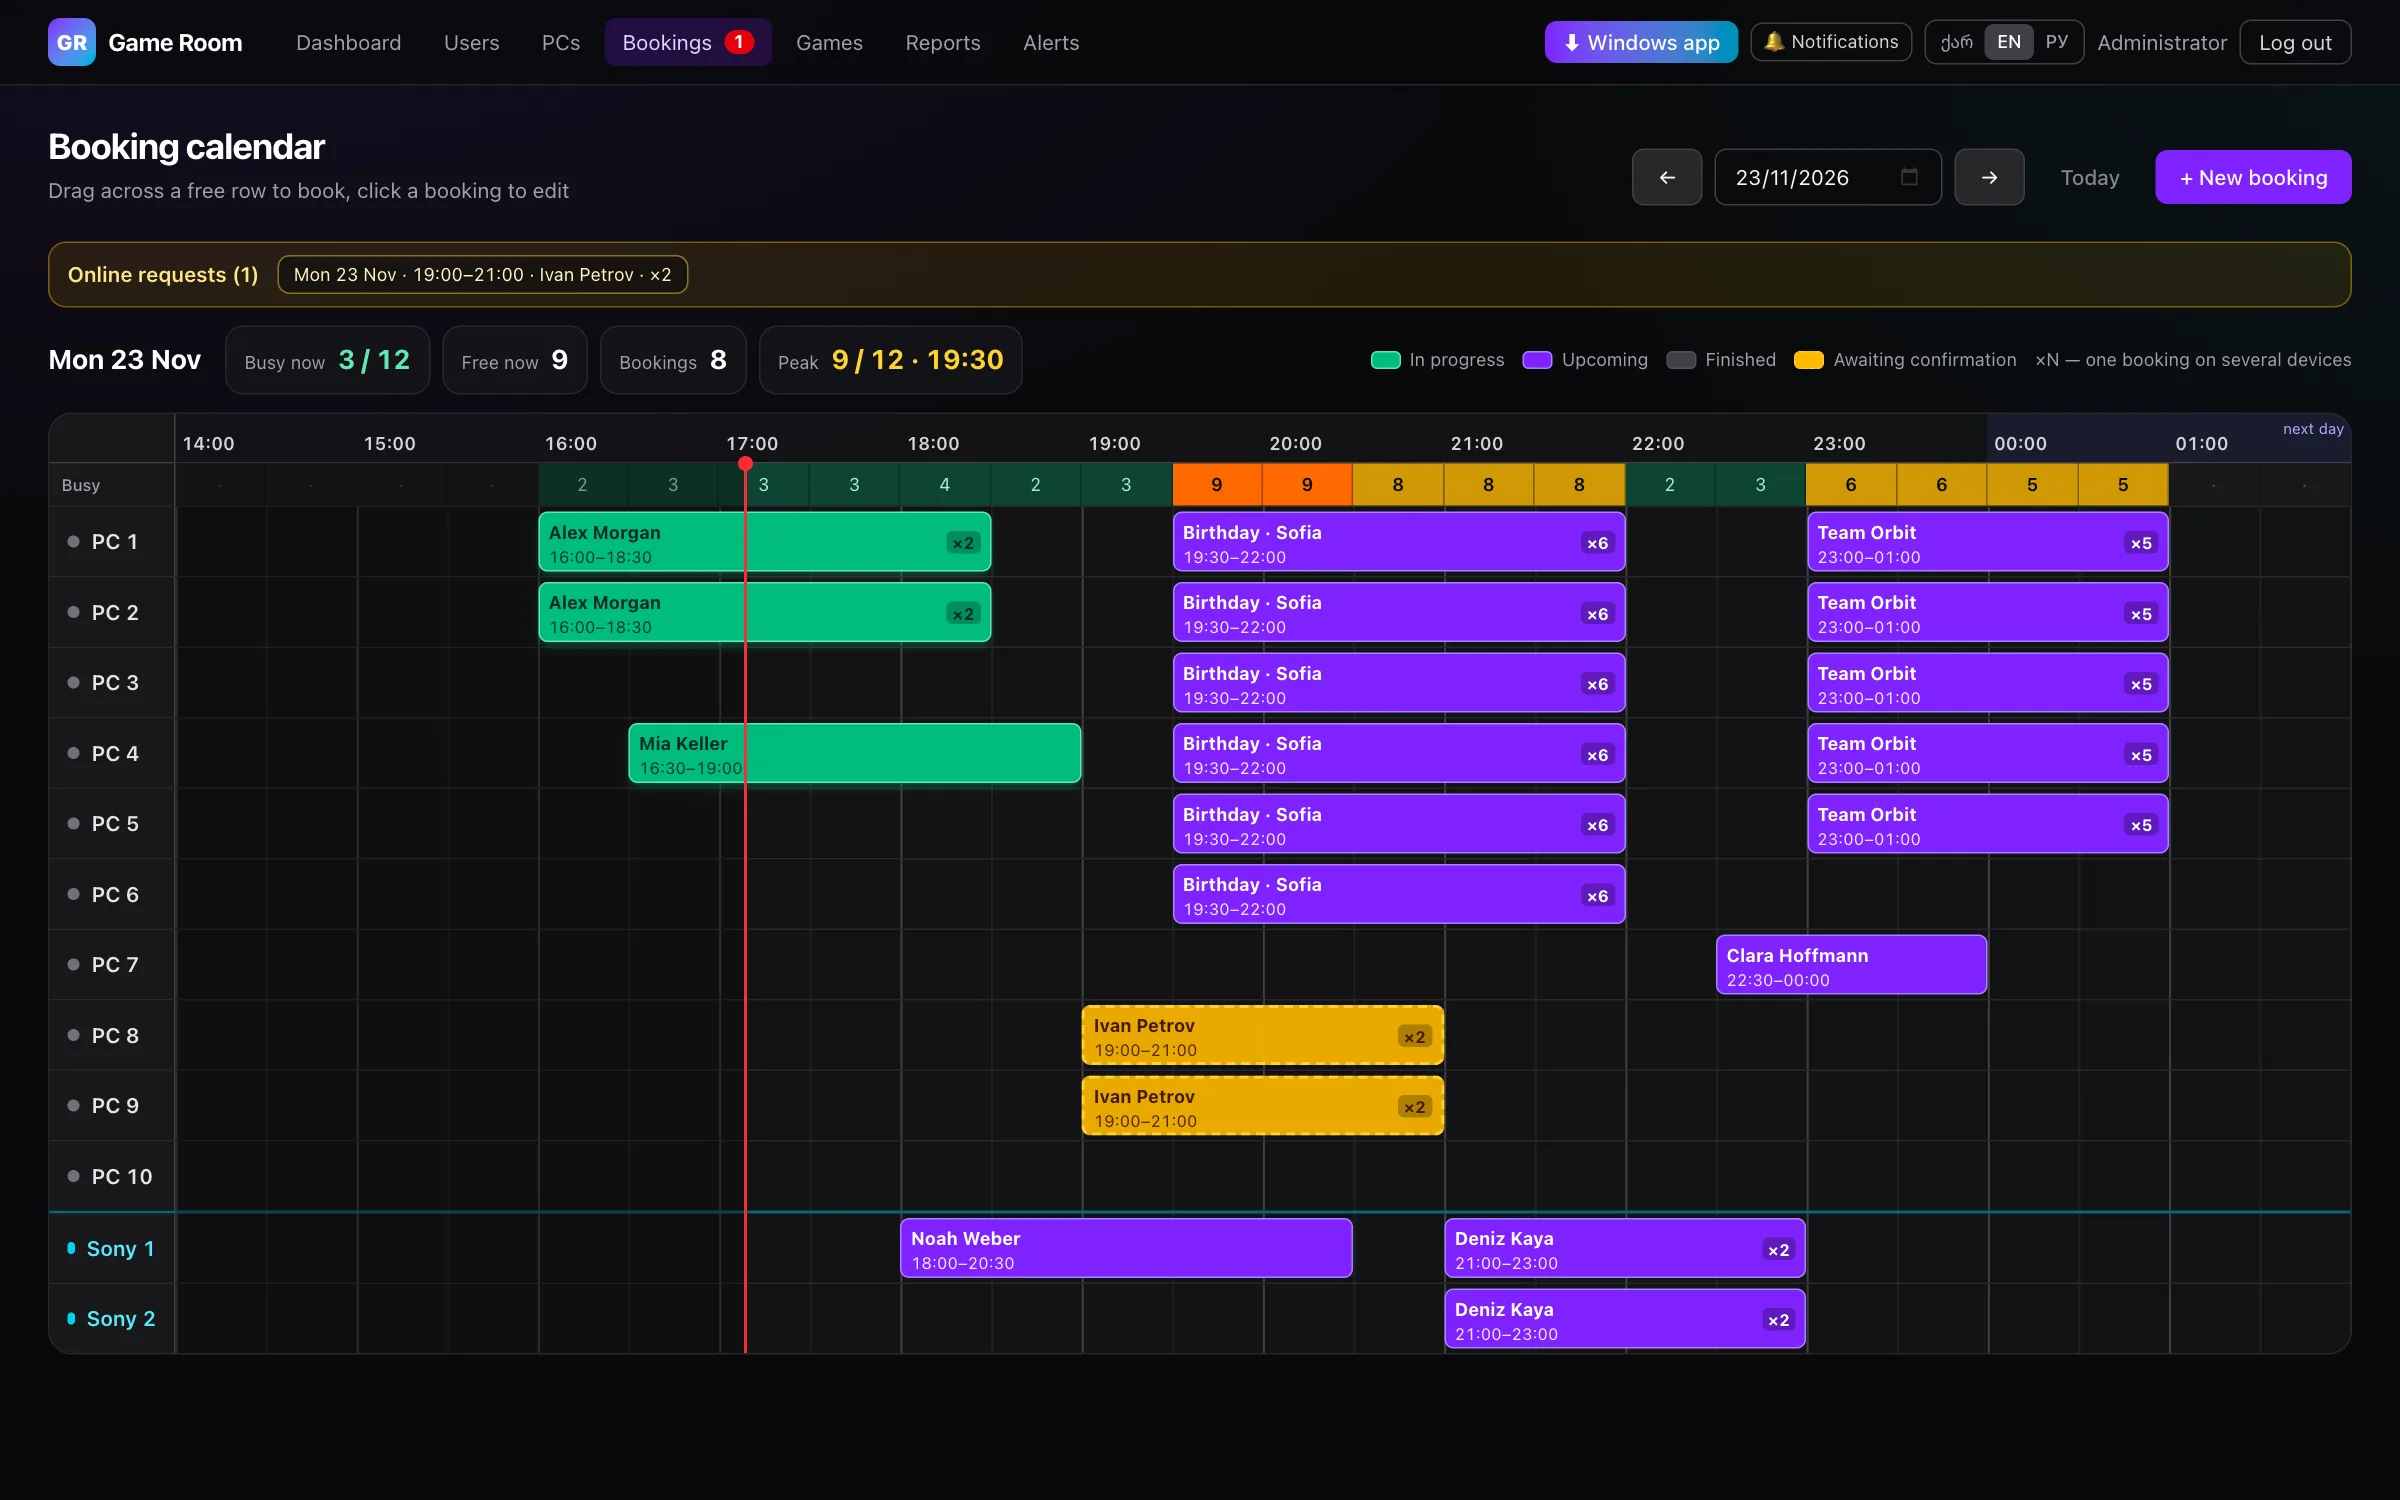 GR Game Room Dashboard Users PCs Bookings 1 Games Reports Alerts ⬇ Windows app 🔔 Notifications ქარ EN РУ Administrator Log out
Booking calendar
Drag across a free row to book, click a booking to edit
← 23/11/2026 → Today + New booking
Online requests (1) Mon 23 Nov · 19:00–21:00 · Ivan Petrov · ×2
Mon 23 Nov Busy now 3 / 12 Free now 9 Bookings 8 Peak 9 / 12 · 19:30 In progress Upcoming Finished Awaiting confirmation ×N — one booking on several devices
next day
14:00 15:00 16:00 17:00 18:00 19:00 20:00 21:00 22:00 23:00 00:00 01:00
Busy · · · · 2 3 3 3 4 2 3 9 9 8 8 8 2 3 6 6 5 5 · ·
PC 1 Alex Morgan 16:00–18:30 ×2 Birthday · Sofia 19:30–22:00 ×6 Team Orbit 23:00–01:00 ×5
PC 2 Alex Morgan 16:00–18:30 ×2 Birthday · Sofia 19:30–22:00 ×6 Team Orbit 23:00–01:00 ×5
PC 3 Birthday · Sofia 19:30–22:00 ×6 Team Orbit 23:00–01:00 ×5
PC 4 Mia Keller 16:30–19:00 Birthday · Sofia 19:30–22:00 ×6 Team Orbit 23:00–01:00 ×5
PC 5 Birthday · Sofia 19:30–22:00 ×6 Team Orbit 23:00–01:00 ×5
PC 6 Birthday · Sofia 19:30–22:00 ×6
PC 7 Clara Hoffmann 22:30–00:00
PC 8 Ivan Petrov 19:00–21:00 ×2
PC 9 Ivan Petrov 19:00–21:00 ×2
PC 10
Sony 1 Noah Weber 18:00–20:30 Deniz Kaya 21:00–23:00 ×2
Sony 2 Deniz Kaya 21:00–23:00 ×2